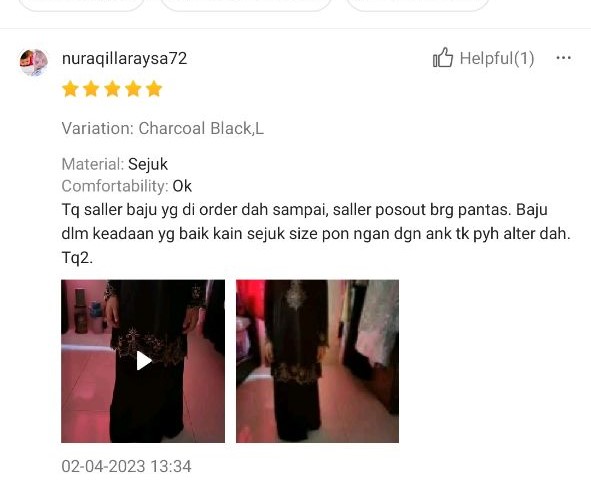 nuraqillaraysa72
Helpful(1)
Variation: Charcoal Black,L
Material: Sejuk
Comfortability: Ok
Tq saller baju yg di order dah sampai, saller posout brg pantas. Baju
dlm keadaan yg baik kain sejuk size pon ngan dgn ank tk pyh alter dah.
Tq2.
02-04-2023 13:34